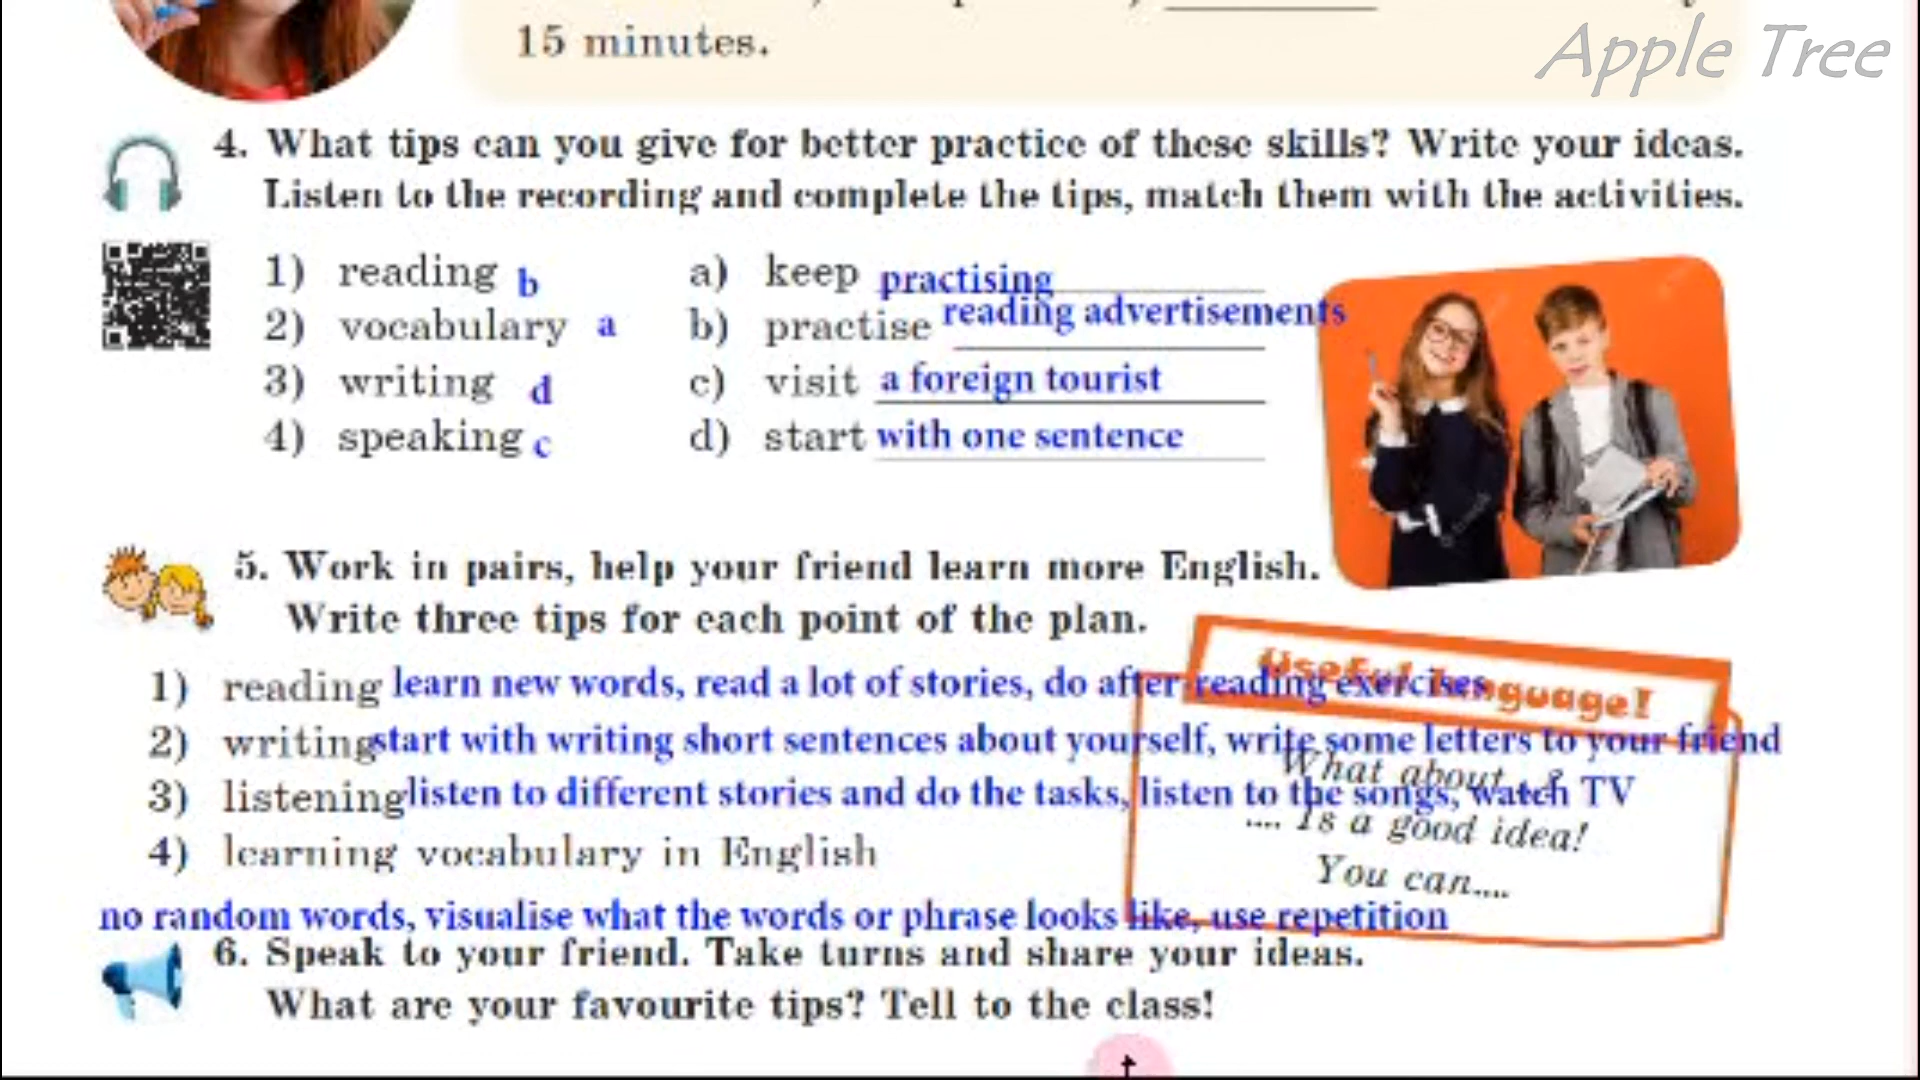 15 minutes.
Apple Tree
4. What tips can you give for better practice of these skills? Write your ideas.
Listen to the recording and complete the tips, match them with the activities.
1) reading b
2) vocabulary a
3) writing d
4) speaking c
a) keep practising
b) practise reading advertisements
c) visit a foreign tourist
d) start with one sentence
5. Work in pairs, help your friend learn more English.
Write three tips for each point of the plan.
1) reading learn new words, read a lot of stories, do after reading exercises
2) writing start with writing short sentences about yourself, write some letters to your friend
3) listening listen to different stories and do the tasks, listen to the songs, watch TV
4) learning vocabulary in English
no random words, visualise what the words or phrase looks like, use repetition
Useful language!
What about...?
.... Is a good idea!
You can....
6. Speak to your friend. Take turns and share your ideas.
What are your favourite tips? Tell to the class!